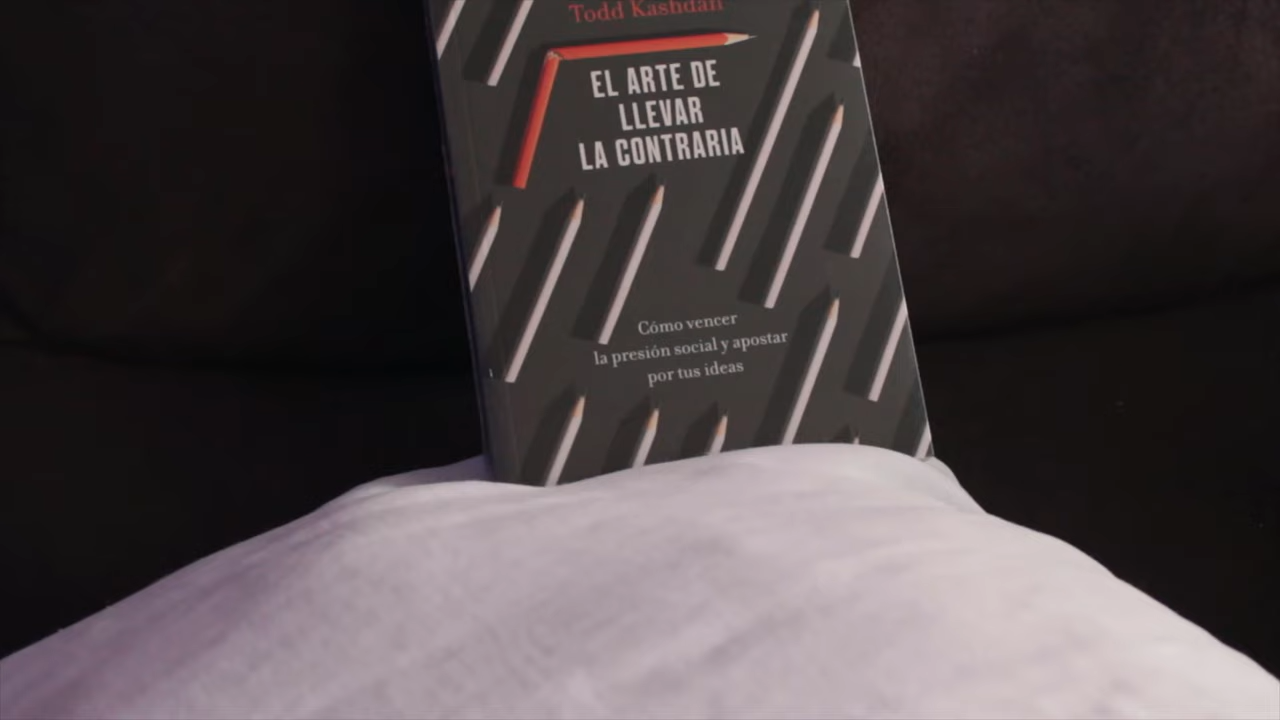 Todd Kashdan
EL ARTE DE
LLEVAR
LA CONTRARIA
Cómo vencer
la presión social y apostar
por tus ideas